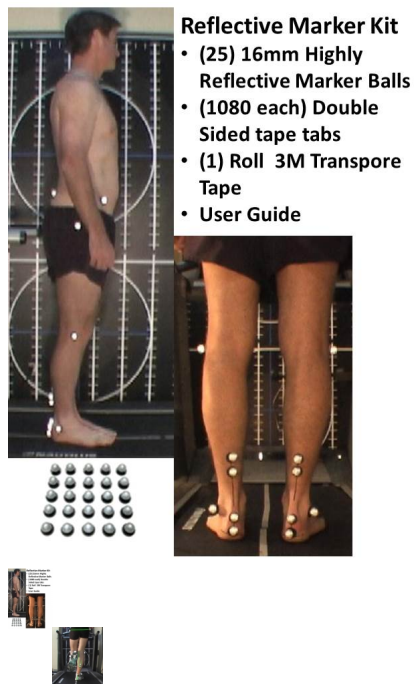 Reflective Marker Kit
• (25) 16mm Highly
Reflective Marker Balls
• (1080 each) Double
Sided tape tabs
• (1) Roll 3M Transpore
Tape
• User Guide